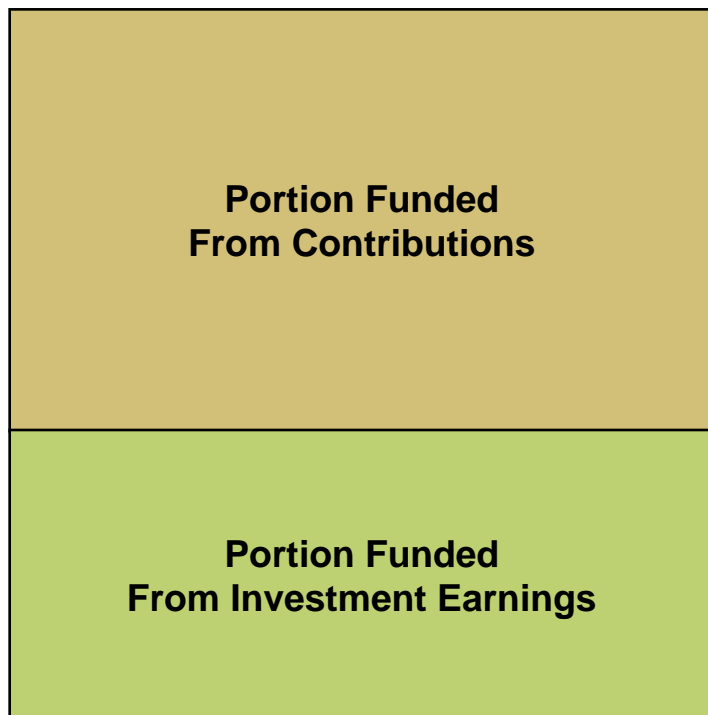 Portion Funded
From Contributions
Portion Funded
From Investment Earnings